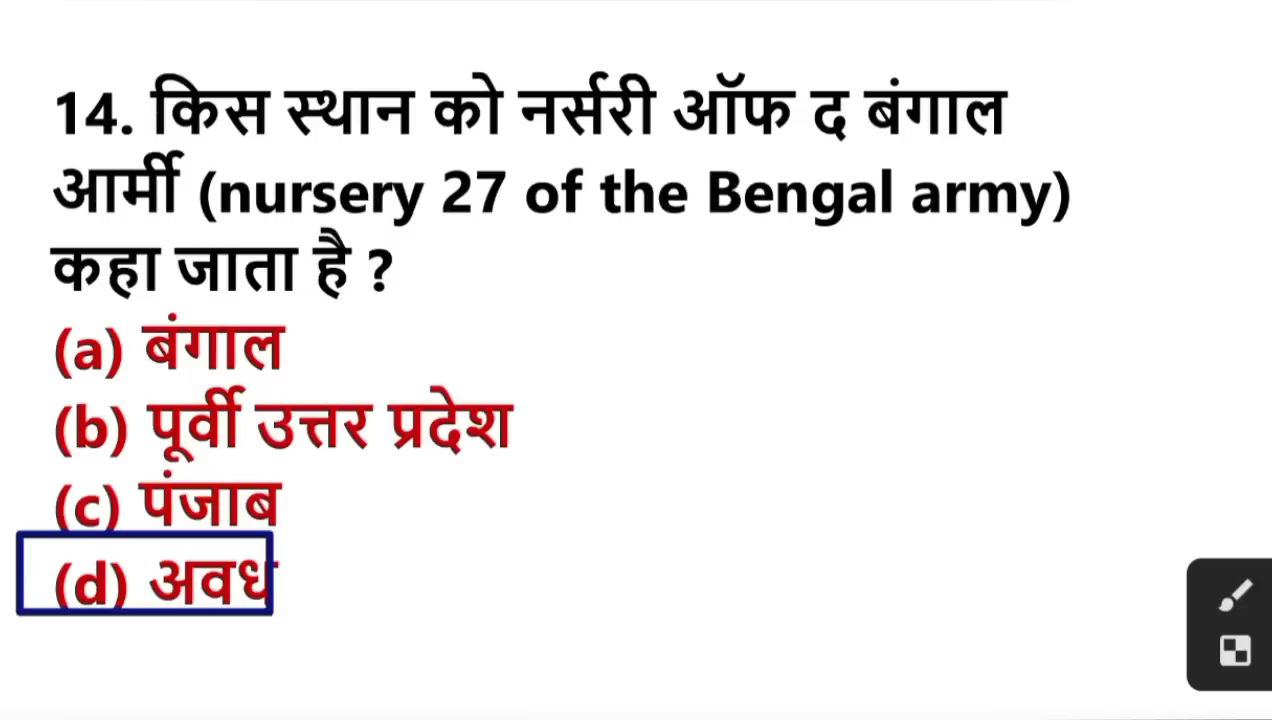 14. किस स्थान को नर्सरी ऑफ द बंगाल
आर्मी (nursery 27 of the Bengal army)
कहा जाता है ?
(a) बंगाल
(b) पूर्वी उत्तर प्रदेश
(c) पंजाब
(d) अवध